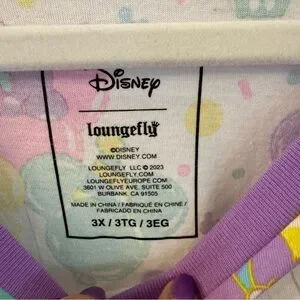 Disney
loungefly
©DISNEY
WWW.DISNEY.COM
LOUNGEFLY LLC © 2023
LOUNGEFLY.COM
LOUNGEFLYEUROPE.COM
3601 W OLIVE AVE. SUITE 500
BURBANK, CA 91505
MADE IN CHINA / FABRIQUÉ EN CHINE /
FABRICADO EN CHINA
3X / 3TG / 3EG